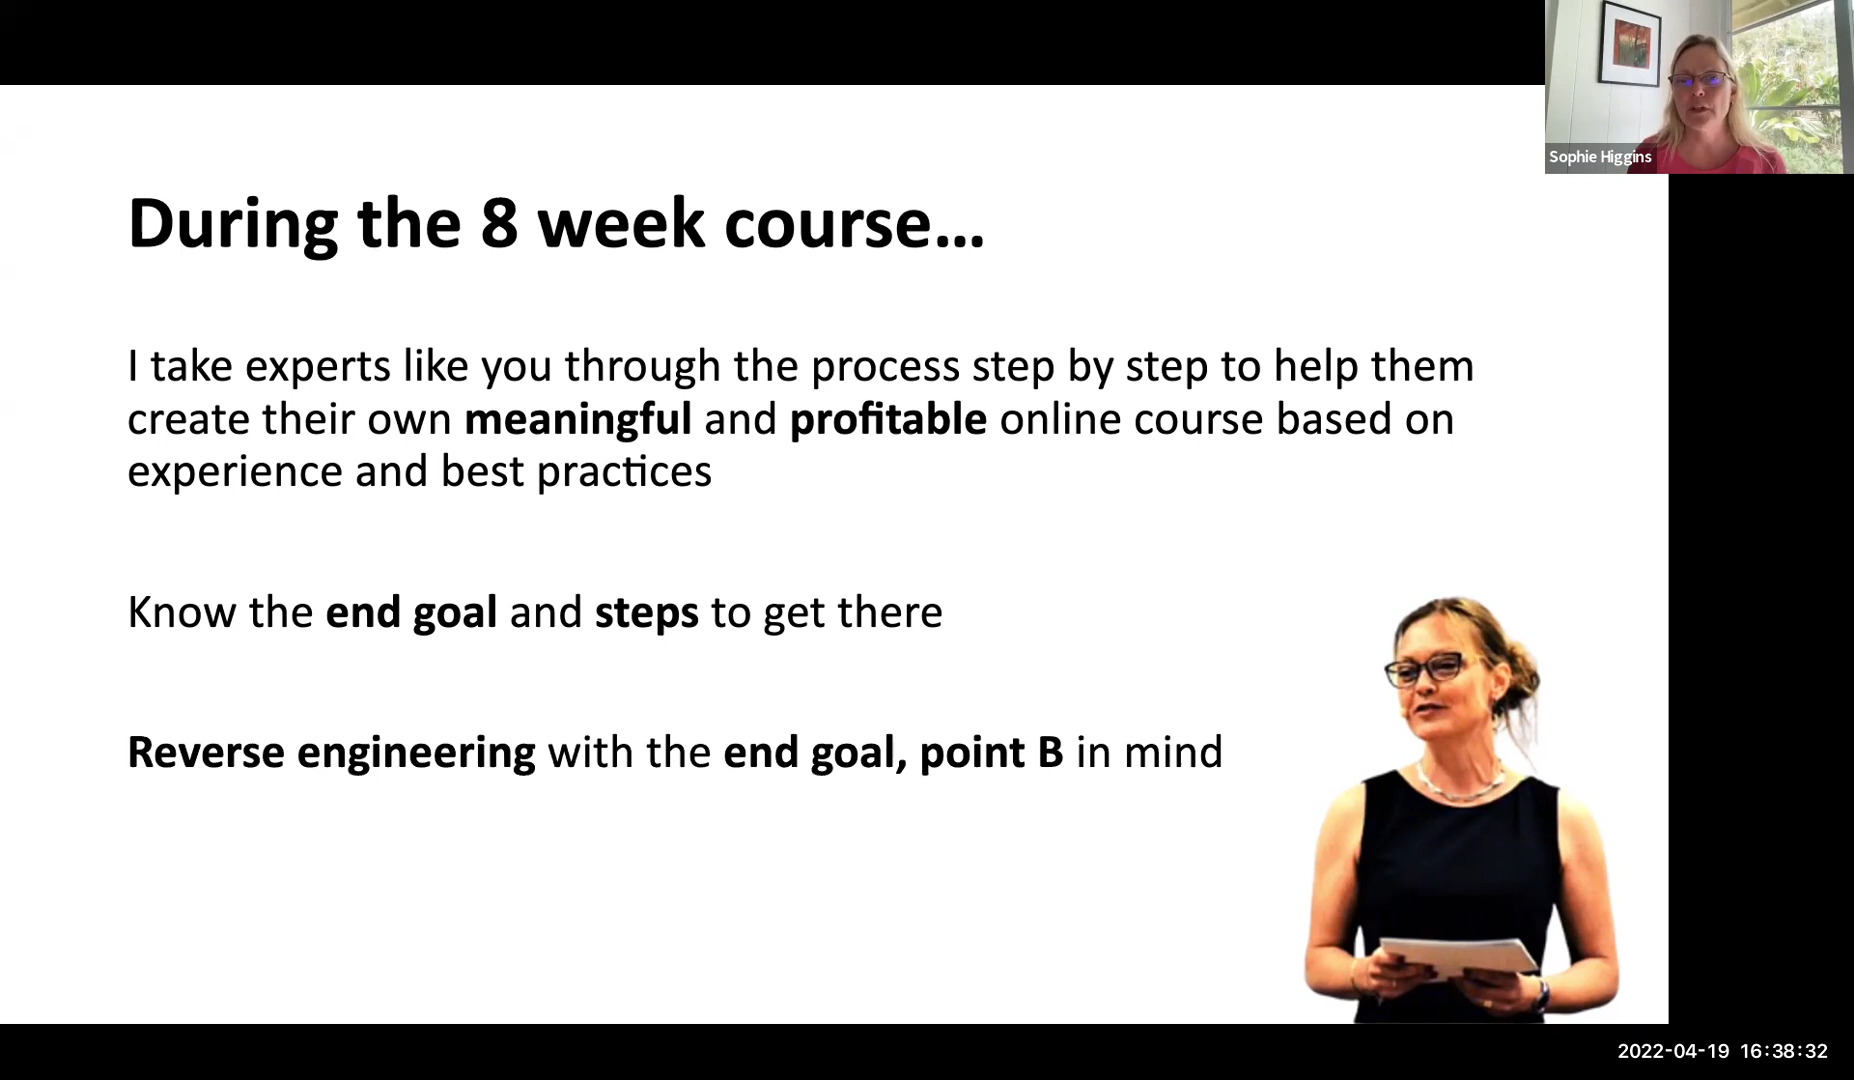 Sophie Higgins
During the 8 week course…
I take experts like you through the process step by step to help them
create their own meaningful and profitable online course based on
experience and best practices
Know the end goal and steps to get there
Reverse engineering with the end goal, point B in mind
2022-04-19 16:38:32